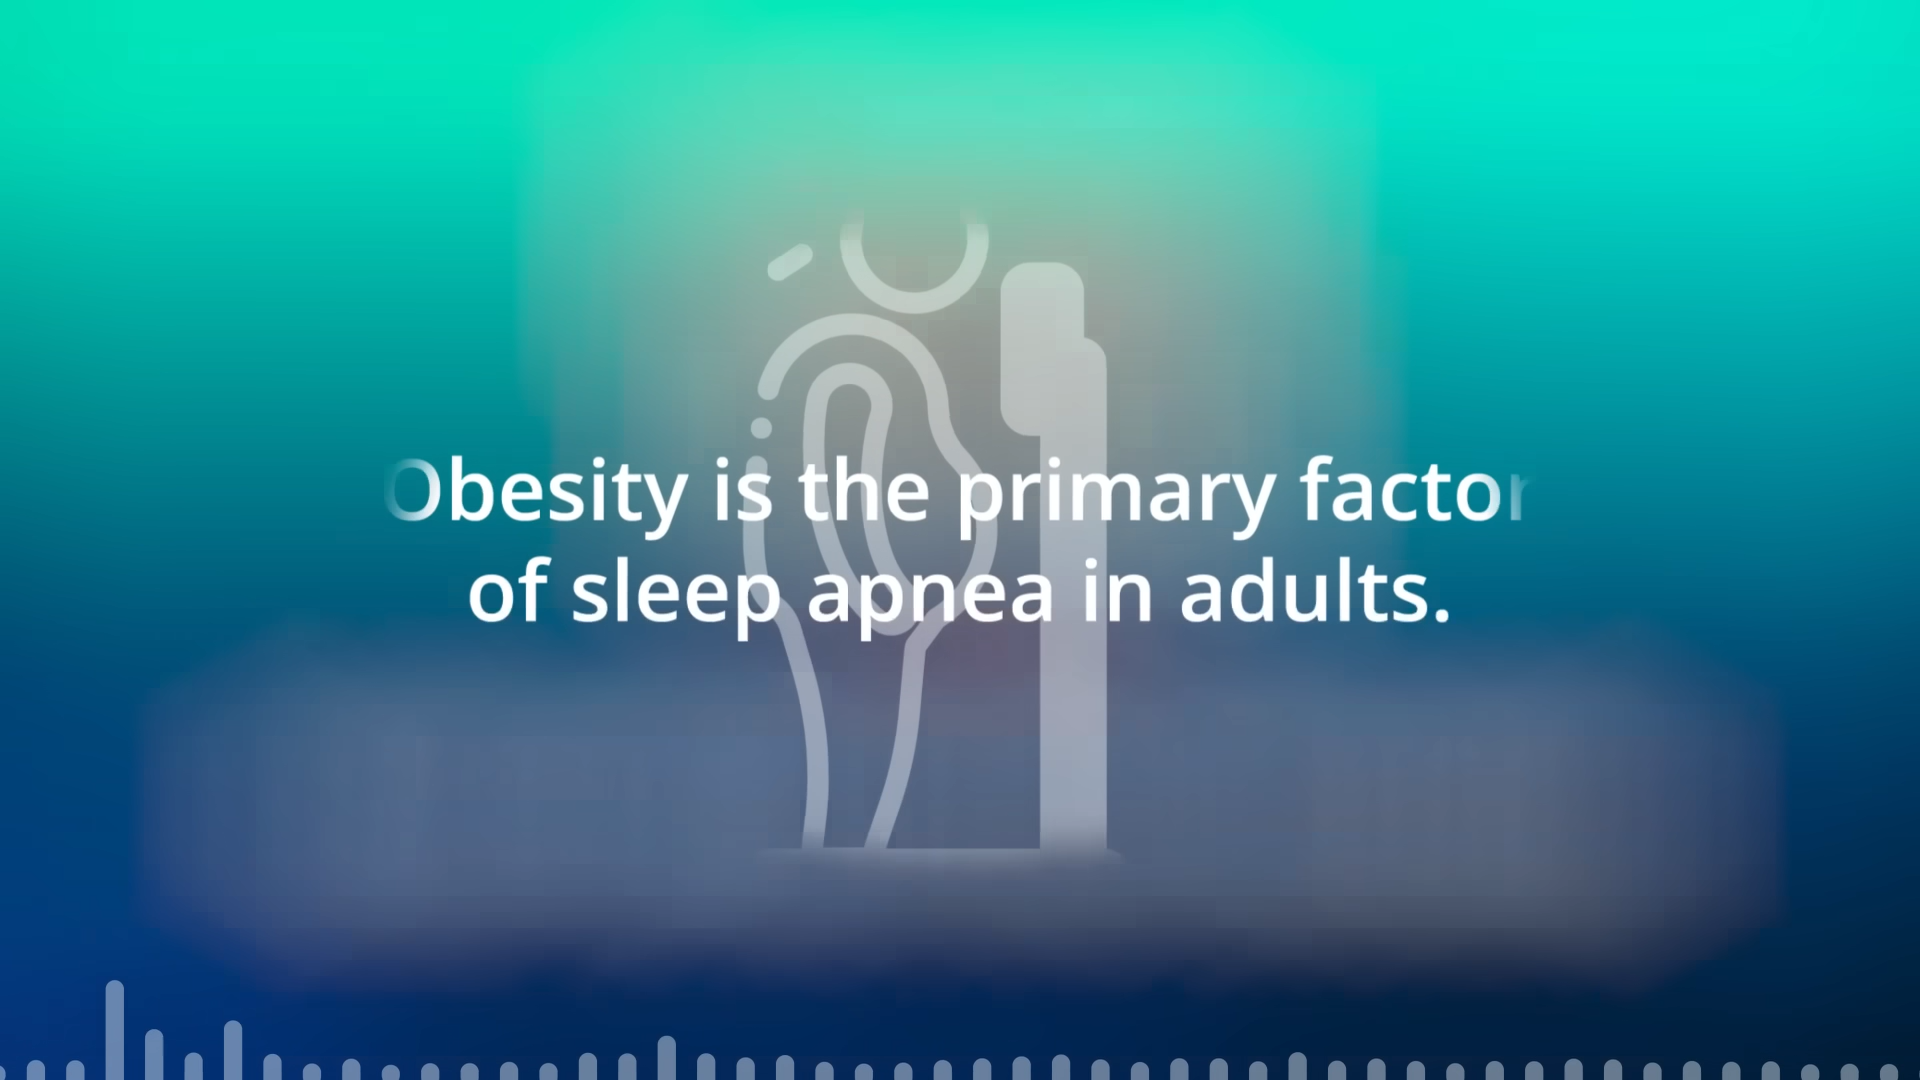 Obesity is the primary factor
of sleep apnea in adults.